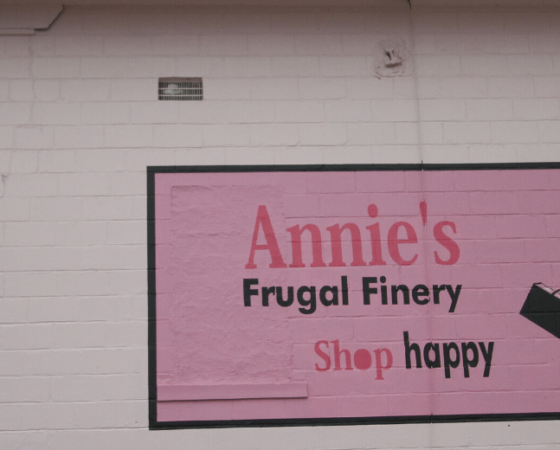 Annie's
Frugal Finery
Shop happy